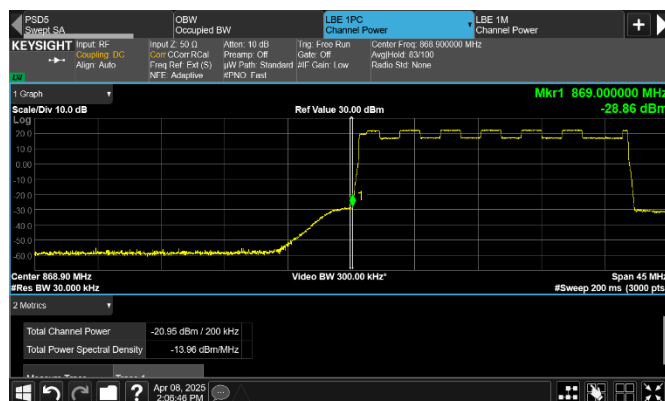 PSD5
Swept SA
OBW
Occupied BW
LBE 1PC
Channel Power
LBE 1M
Channel Power
KEYSIGHT
Input: RF
Coupling: DC
Align: Auto
Input Z: 50 Ω
Corr CCorr RCal
Freq Ref: Ext (S)
NFE: Adaptive
Atten: 10 dB
Preamp: Off
µW Path: Standard
#PNO: Fast
Trig: Free Run
Gate: Off
#IF Gain: Low
Center Freq: 868.900000 MHz
Avg|Hold: 83/100
Radio Std: None
1 Graph
Mkr1 869.000000 MHz
-28.86 dBm
Scale/Div 10.0 dB
Ref Value 30.00 dBm
Log
20.0
10.0
0.00
-10.0
-20.0
-30.0
-40.0
-50.0
-60.0
1
Center 868.90 MHz
Video BW 300.00 kHz*
Span 45 MHz
#Res BW 30.000 kHz
#Sweep 200 ms (3000 pts)
2 Metrics
Total Channel Power
-20.95 dBm / 200 kHz
Total Power Spectral Density
-13.96 dBm/MHz
Measure Trace
Trace 1
?
Apr 08, 2025
2:06:46 PM